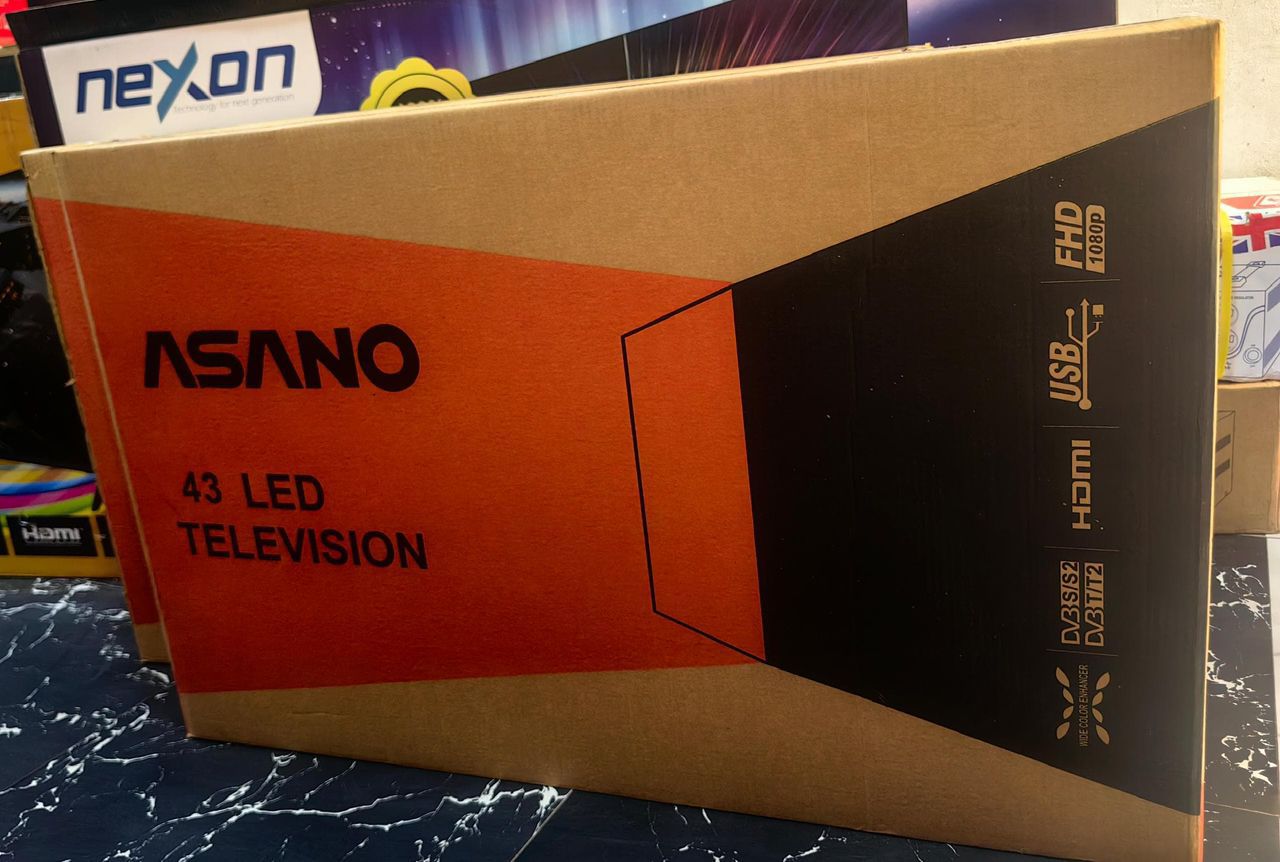 nexon
Technology for next generation
ASANO
43 LED
TELEVISION
FHD
1080p
USB
HDMI
DVB S/S2
DVB T/T2
WIDE COLOR ENHANCER
HDMI